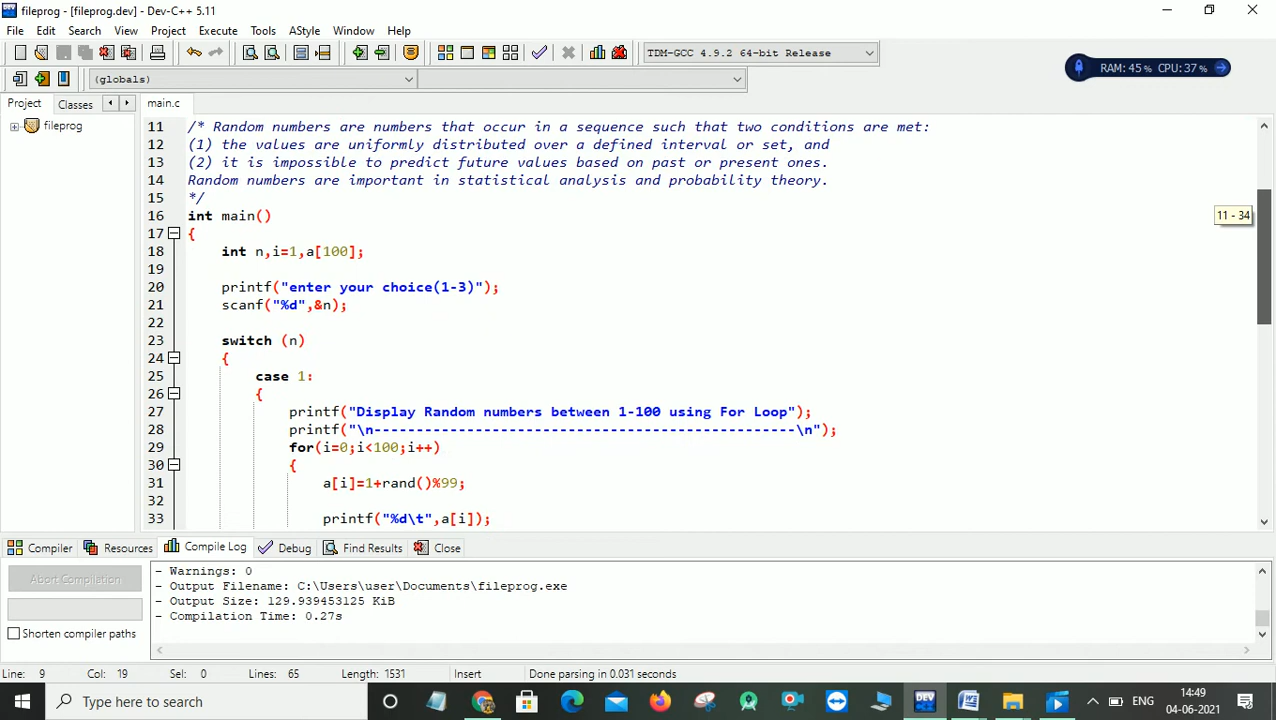 fileprog - [fileprog.dev] - Dev-C++ 5.11
File Edit Search View Project Execute Tools AStyle Window Help
TDM-GCC 4.9.2 64-bit Release
RAM: 45% CPU: 37%
(globals)
Project Classes main.c
fileprog
11 /* Random numbers are numbers that occur in a sequence such that two conditions are met:
12 (1) the values are uniformly distributed over a defined interval or set, and
13 (2) it is impossible to predict future values based on past or present ones.
14 Random numbers are important in statistical analysis and probability theory.
15 */
16 int main()
11 - 34
17 {
18 int n,i=1,a[100];
19
20 printf("enter your choice(1-3)");
21 scanf("%d",&n);
22
23 switch (n)
24 {
25 case 1:
26 {
27 printf("Display Random numbers between 1-100 using For Loop");
28 printf("\n-------------------------------------------------\n");
29 for(i=0;i<100;i++)
30 {
31 a[i]=1+rand()%99;
32
33 printf("%d\t",a[i]);
Compiler Resources Compile Log Debug Find Results Close
Abort Compilation
Shorten compiler paths
- Warnings: 0
- Output Filename: C:\Users\user\Documents\fileprog.exe
- Output Size: 129.939453125 KiB
- Compilation Time: 0.27s
Line: 9 Col: 19 Sel: 0 Lines: 65 Length: 1531 Insert Done parsing in 0.031 seconds
Type here to search
DEV
ENG
14:49
04-06-2021